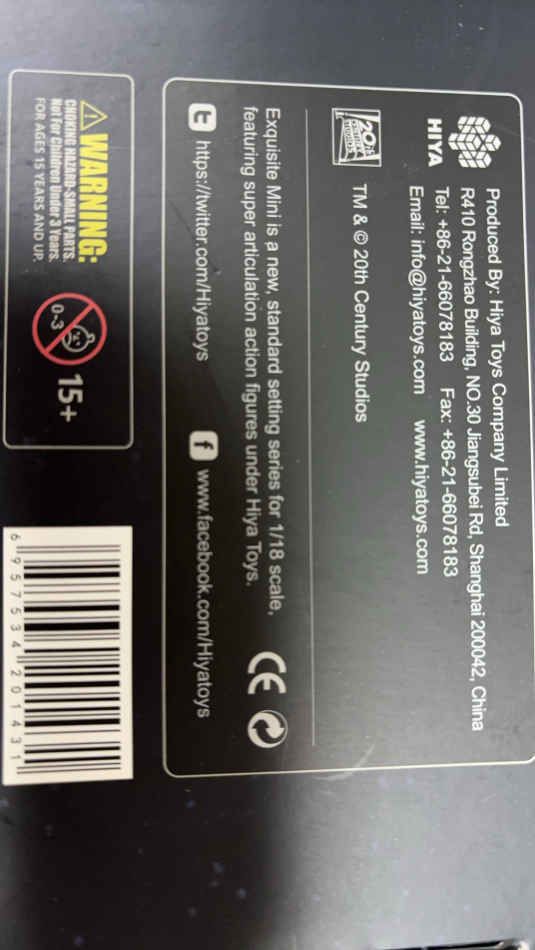 HIYA
Produced By: Hiya Toys Company Limited
R410 Rongzhao Building, NO.30 Jiangsubei Rd, Shanghai 200042, China
Tel: +86-21-66078183 Fax: +86-21-66078183
Email: info@hiyatoys.com www.hiyatoys.com
20th
TM & © 20th Century Studios
Exquisite Mini is a new, standard setting series for 1/18 scale,
featuring super articulation action figures under Hiya Toys.
CE
https://twitter.com/Hiyatoys www.facebook.com/Hiyatoys
WARNING:
CHOKING HAZARD-SMALL PARTS.
Not For Children Under 3 Years.
FOR AGES 15 YEARS AND UP.
0-3
15+
6957534201431